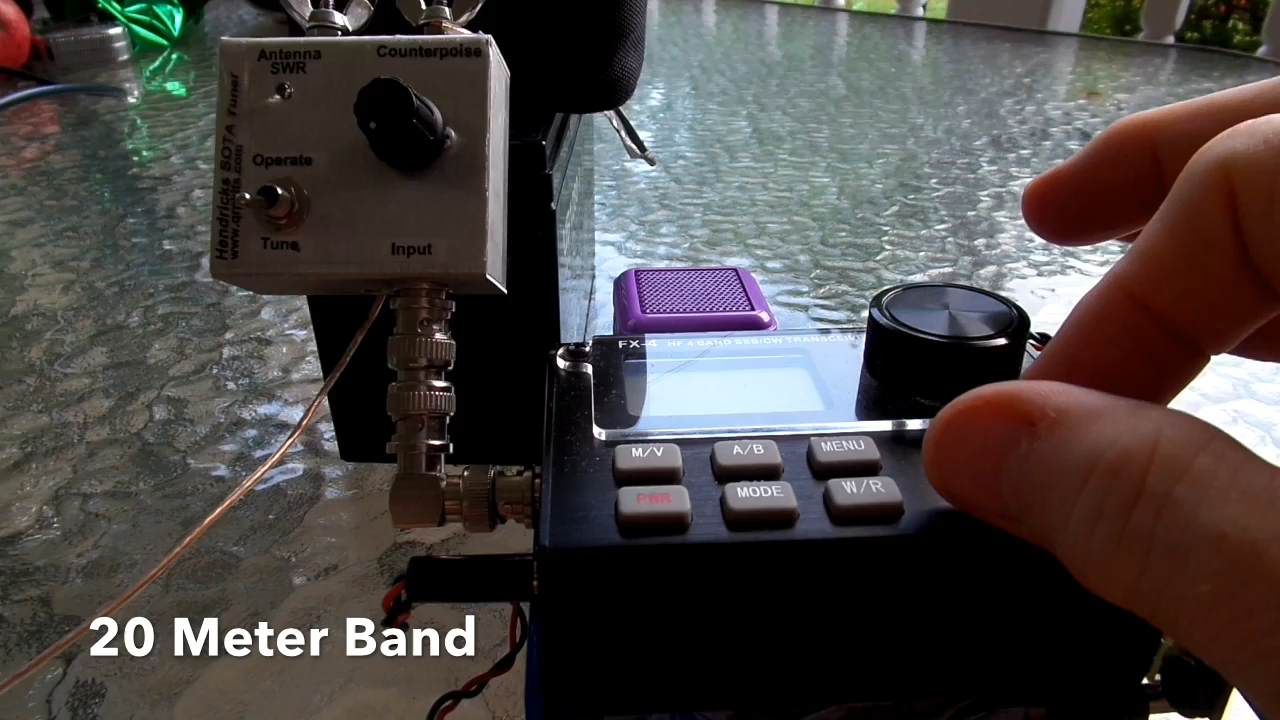 Antenna
SWR
Counterpoise
Hendricks SOTA Tuner
Operate
Tune
Input
FX-4 HF 4 BAND SSB/CW TRANSCEIV
M/V
A/B
MENU
PWR
MODE
W/R
20 Meter Band